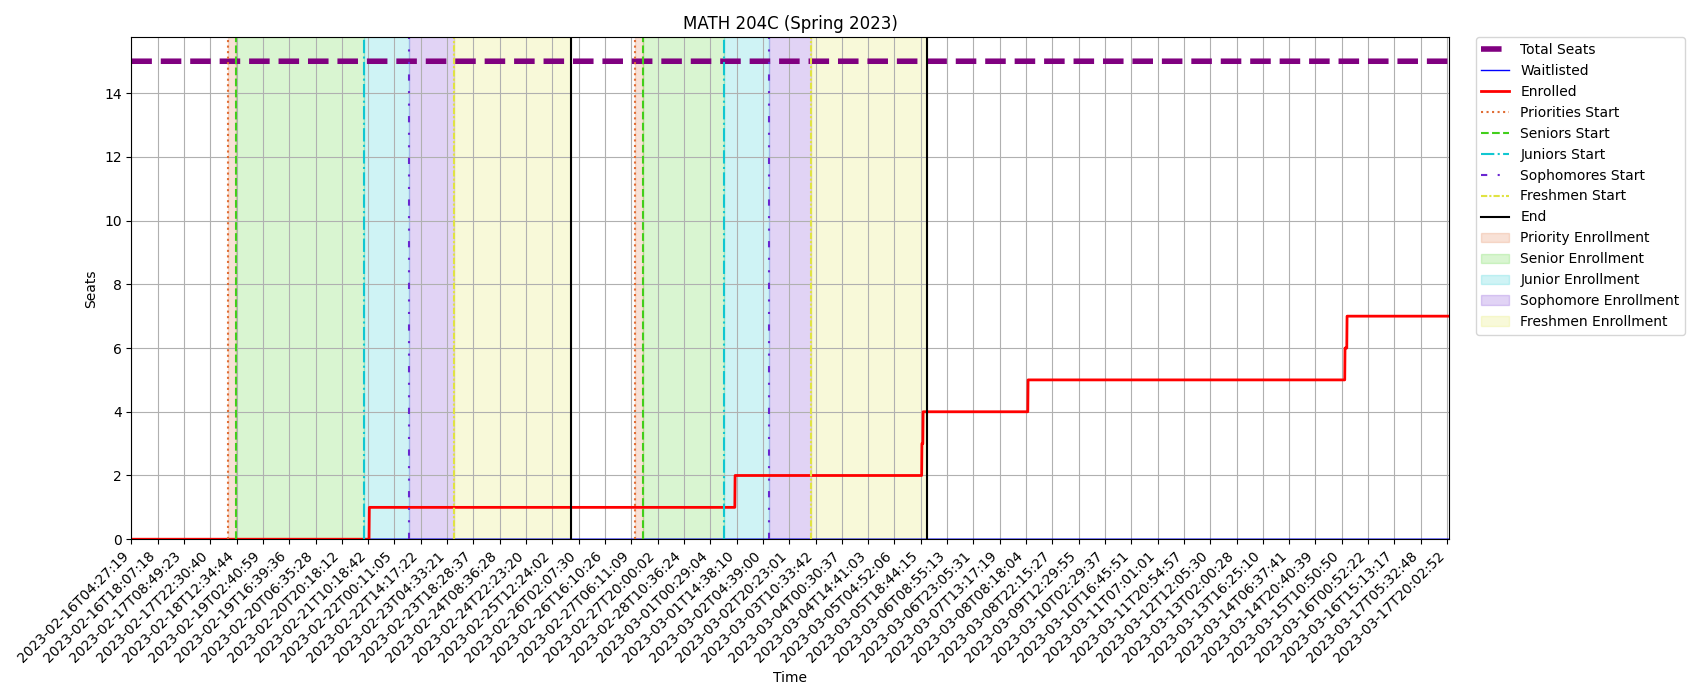 MATH 204C (Spring 2023)
Seats
14
12
10
8
6
4
2
0
2023-02-16T04:27:19
2023-02-16T18:07:18
2023-02-17T08:49:23
2023-02-17T22:30:40
2023-02-18T12:34:44
2023-02-19T02:40:59
2023-02-19T16:39:36
2023-02-20T06:35:28
2023-02-20T20:18:12
2023-02-21T10:18:42
2023-02-22T00:11:05
2023-02-22T14:17:22
2023-02-23T04:33:21
2023-02-23T18:28:37
2023-02-24T08:36:28
2023-02-24T22:23:20
2023-02-25T12:24:02
2023-02-26T02:07:30
2023-02-26T16:10:26
2023-02-27T06:11:09
2023-02-27T20:00:02
2023-02-28T10:36:24
2023-03-01T00:29:04
2023-03-01T14:38:10
2023-03-02T04:39:00
2023-03-02T20:23:01
2023-03-03T10:33:42
2023-03-04T00:30:37
2023-03-04T14:41:03
2023-03-05T04:52:06
2023-03-05T18:44:15
2023-03-06T08:55:13
2023-03-06T23:05:31
2023-03-07T13:17:19
2023-03-08T08:18:04
2023-03-08T22:15:27
2023-03-09T12:29:55
2023-03-10T02:29:37
2023-03-10T16:45:51
2023-03-11T07:01:01
2023-03-11T20:54:57
2023-03-12T12:05:30
2023-03-13T02:00:28
2023-03-13T16:25:10
2023-03-14T06:37:41
2023-03-14T20:40:39
2023-03-15T10:50:50
2023-03-16T00:52:22
2023-03-16T15:13:17
2023-03-17T05:32:48
2023-03-17T20:02:52
Time
Total Seats
Waitlisted
Enrolled
Priorities Start
Seniors Start
Juniors Start
Sophomores Start
Freshmen Start
End
Priority Enrollment
Senior Enrollment
Junior Enrollment
Sophomore Enrollment
Freshmen Enrollment